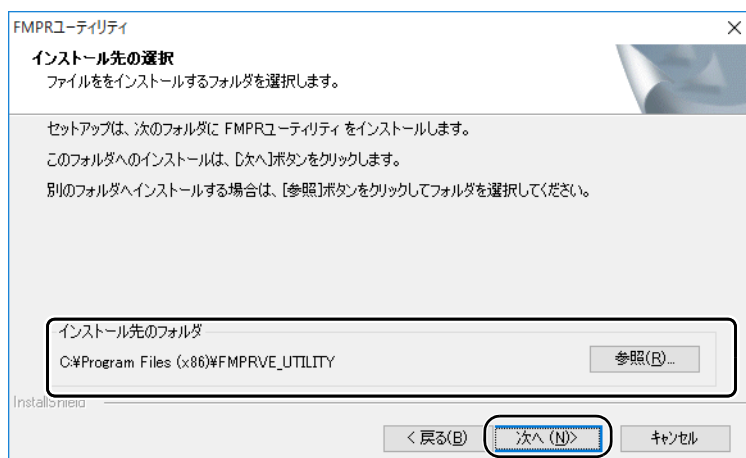 FMPRユーティリティ
インストール先の選択
ファイルををインストールするフォルダを選択します。
セットアップは、次のフォルダに FMPRユーティリティ をインストールします。
このフォルダへのインストールは、[次へ]ボタンをクリックします。
別のフォルダへインストールする場合は、[参照]ボタンをクリックしてフォルダを選択してください。
インストール先のフォルダ
C:¥Program Files (x86)¥FMPRVE_UTILITY
参照(R)...
InstallShield
< 戻る(B)
次へ (N)>
キャンセル